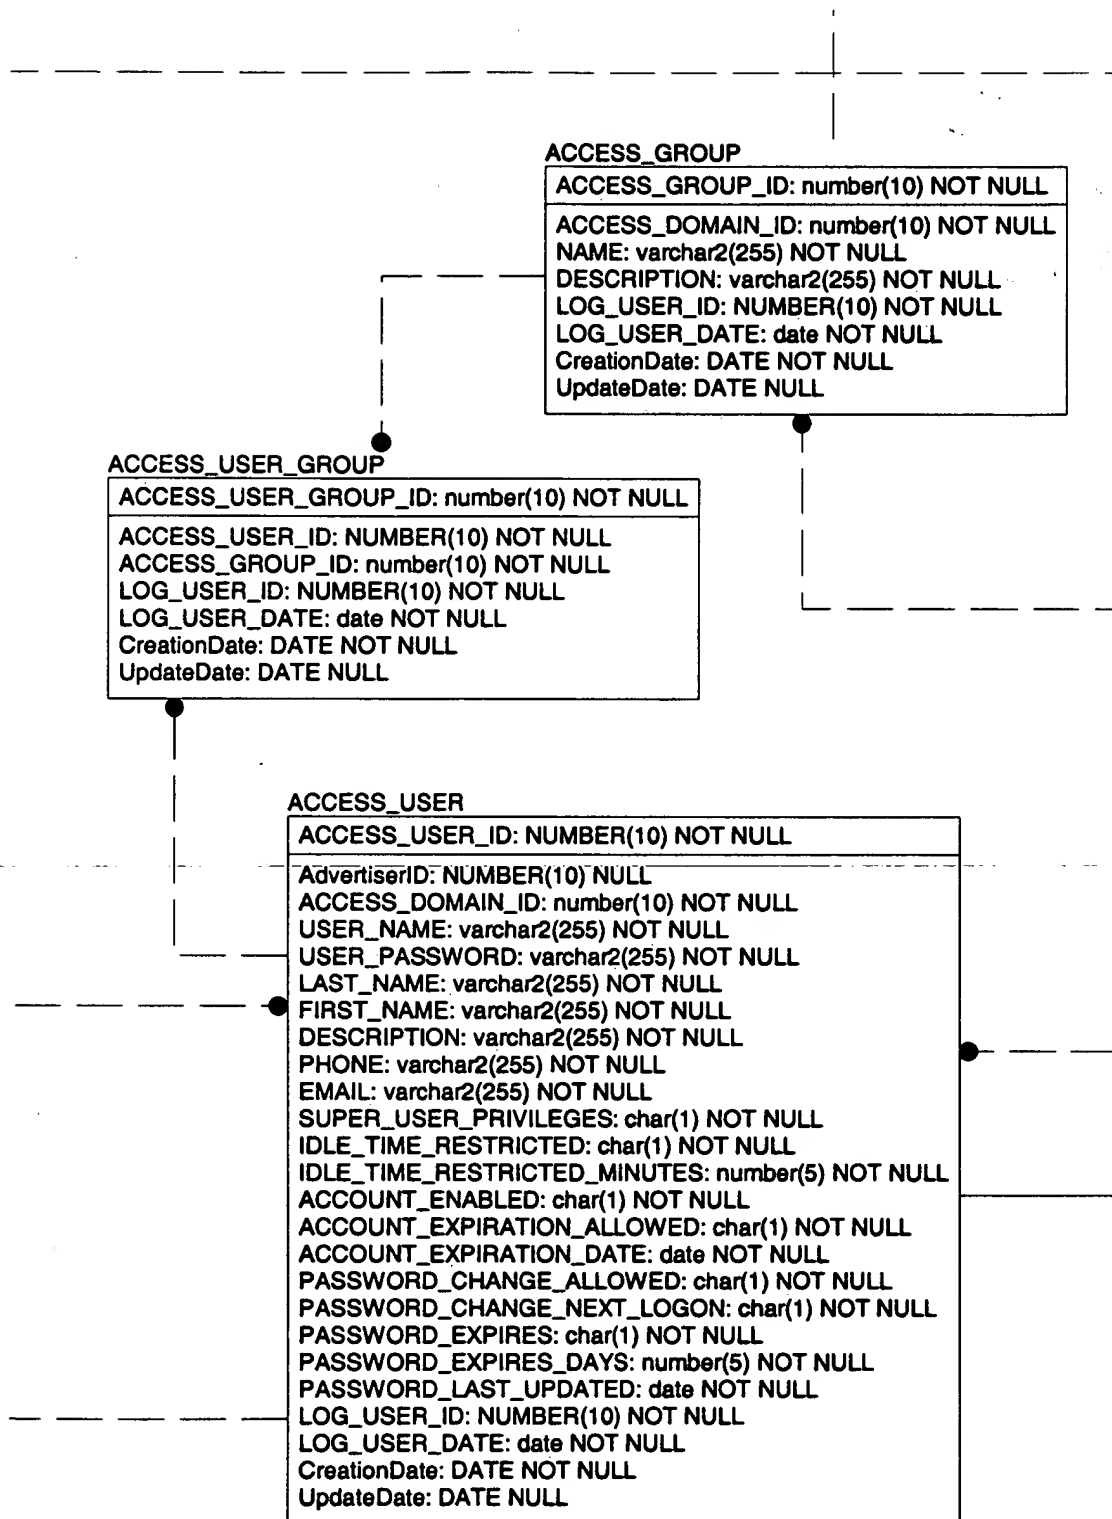 ACCESS_GROUP
ACCESS_GROUP_ID: number(10) NOT NULL
ACCESS_DOMAIN_ID: number(10) NOT NULL
NAME: varchar2(255) NOT NULL
DESCRIPTION: varchar2(255) NOT NULL
LOG_USER_ID: NUMBER(10) NOT NULL
LOG_USER_DATE: date NOT NULL
CreationDate: DATE NOT NULL
UpdateDate: DATE NULL
ACCESS_USER_GROUP
ACCESS_USER_GROUP_ID: number(10) NOT NULL
ACCESS_USER_ID: NUMBER(10) NOT NULL
ACCESS_GROUP_ID: number(10) NOT NULL
LOG_USER_ID: NUMBER(10) NOT NULL
LOG_USER_DATE: date NOT NULL
CreationDate: DATE NOT NULL
UpdateDate: DATE NULL
ACCESS_USER
ACCESS_USER_ID: NUMBER(10) NOT NULL
AdvertiserID: NUMBER(10) NULL
ACCESS_DOMAIN_ID: number(10) NOT NULL
USER_NAME: varchar2(255) NOT NULL
USER_PASSWORD: varchar2(255) NOT NULL
LAST_NAME: varchar2(255) NOT NULL
FIRST_NAME: varchar2(255) NOT NULL
DESCRIPTION: varchar2(255) NOT NULL
PHONE: varchar2(255) NOT NULL
EMAIL: varchar2(255) NOT NULL
SUPER_USER_PRIVILEGES: char(1) NOT NULL
IDLE_TIME_RESTRICTED: char(1) NOT NULL
IDLE_TIME_RESTRICTED_MINUTES: number(5) NOT NULL
ACCOUNT_ENABLED: char(1) NOT NULL
ACCOUNT_EXPIRATION_ALLOWED: char(1) NOT NULL
ACCOUNT_EXPIRATION_DATE: date NOT NULL
PASSWORD_CHANGE_ALLOWED: char(1) NOT NULL
PASSWORD_CHANGE_NEXT_LOGON: char(1) NOT NULL
PASSWORD_EXPIRES: char(1) NOT NULL
PASSWORD_EXPIRES_DAYS: number(5) NOT NULL
PASSWORD_LAST_UPDATED: date NOT NULL
LOG_USER_ID: NUMBER(10) NOT NULL
LOG_USER_DATE: date NOT NULL
CreationDate: DATE NOT NULL
UpdateDate: DATE NULL